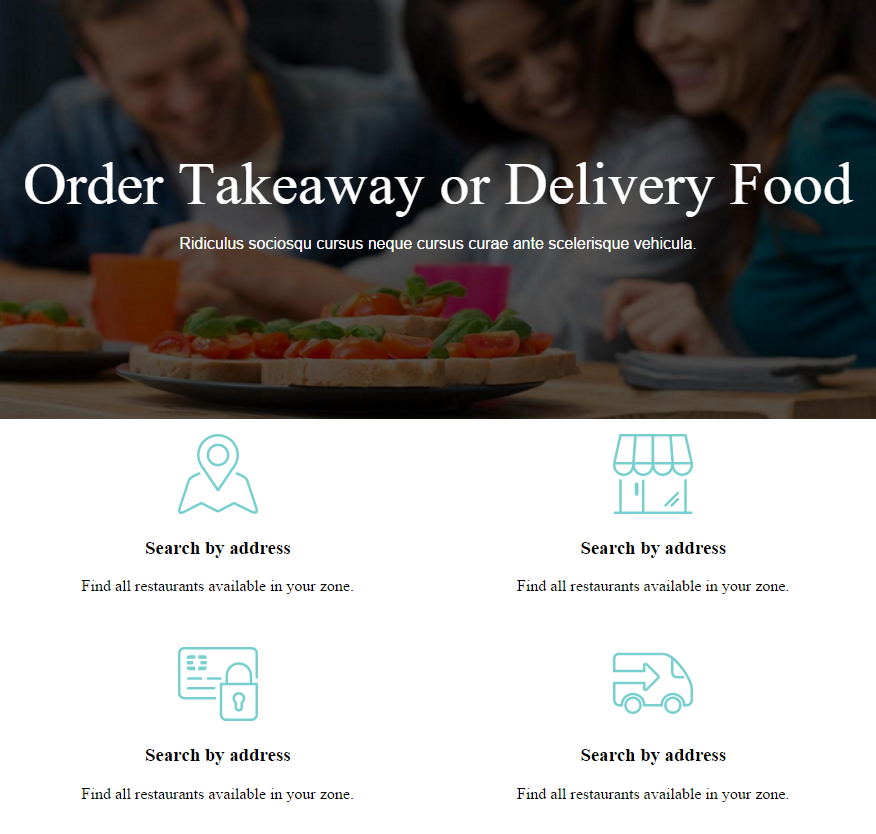 Order Takeaway or Delivery Food
Ridiculus sociosqu cursus neque cursus curae ante scelerisque vehicula.
Search by address
Find all restaurants available in your zone.
Search by address
Find all restaurants available in your zone.
Search by address
Find all restaurants available in your zone.
Search by address
Find all restaurants available in your zone.